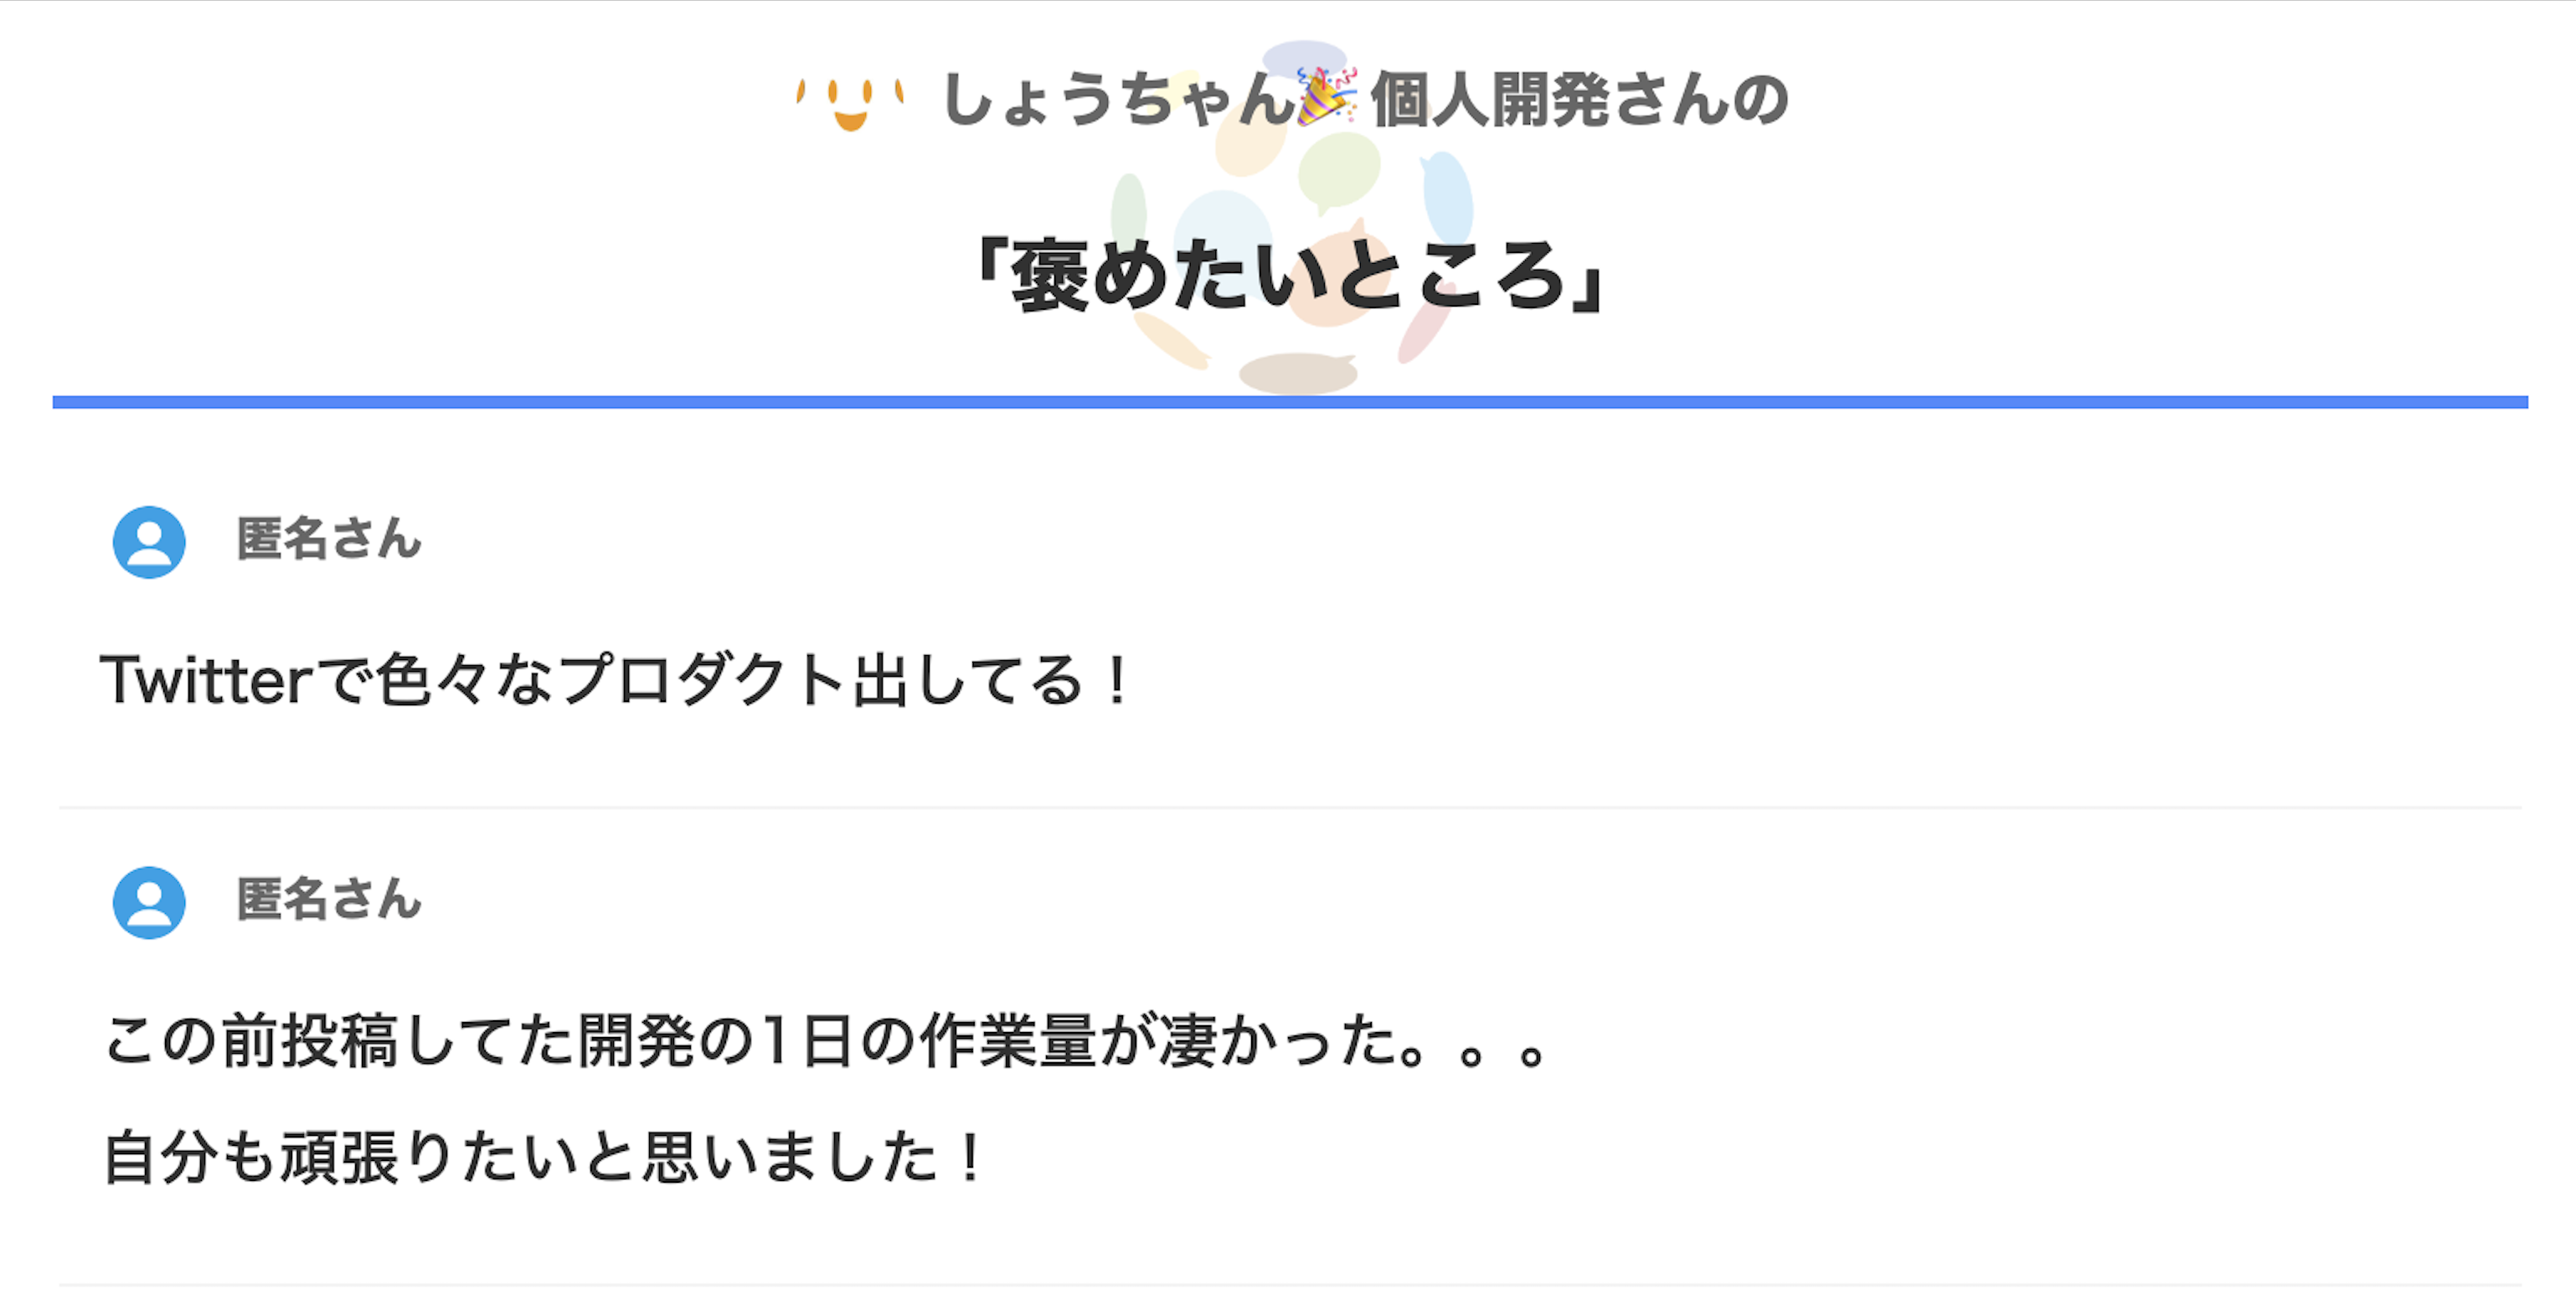 しょうちゃん🎉個人開発さんの
「褒めたいところ」
匿名さん
Twitterで色々なプロダクト出してる！
匿名さん
この前投稿してた開発の1日の作業量が凄かった。。。
自分も頑張りたいと思いました！